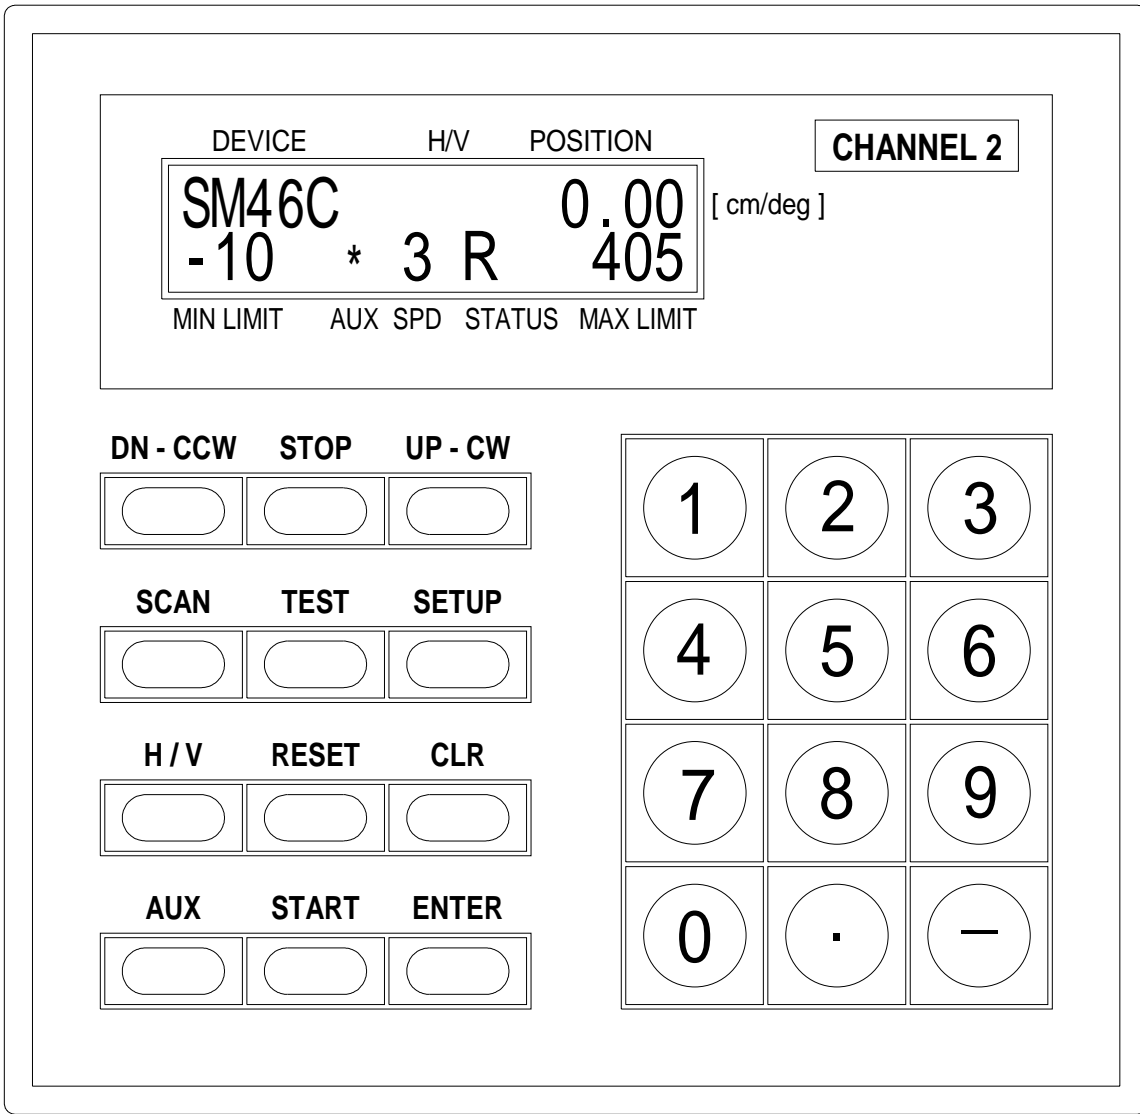 DEVICE H/V POSITION
CHANNEL 2
SM46C 0.00
[ cm/deg ]
-10 * 3 R 405
MIN LIMIT AUX SPD STATUS MAX LIMIT
DN - CCW STOP UP - CW
SCAN TEST SETUP
H / V RESET CLR
AUX START ENTER
1 2 3
4 5 6
7 8 9
0 . –